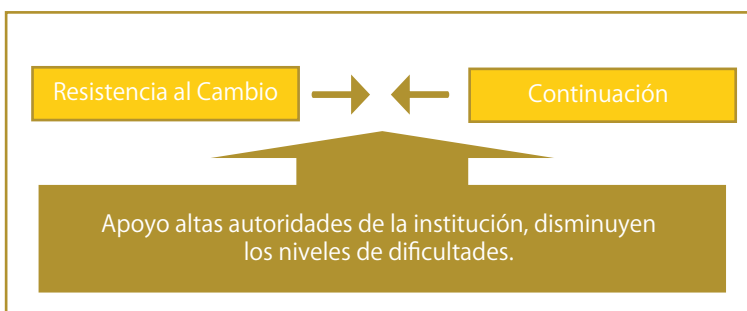 Resistencia al Cambio
Continuación
Apoyo altas autoridades de la institución, disminuyen
los niveles de dificultades.